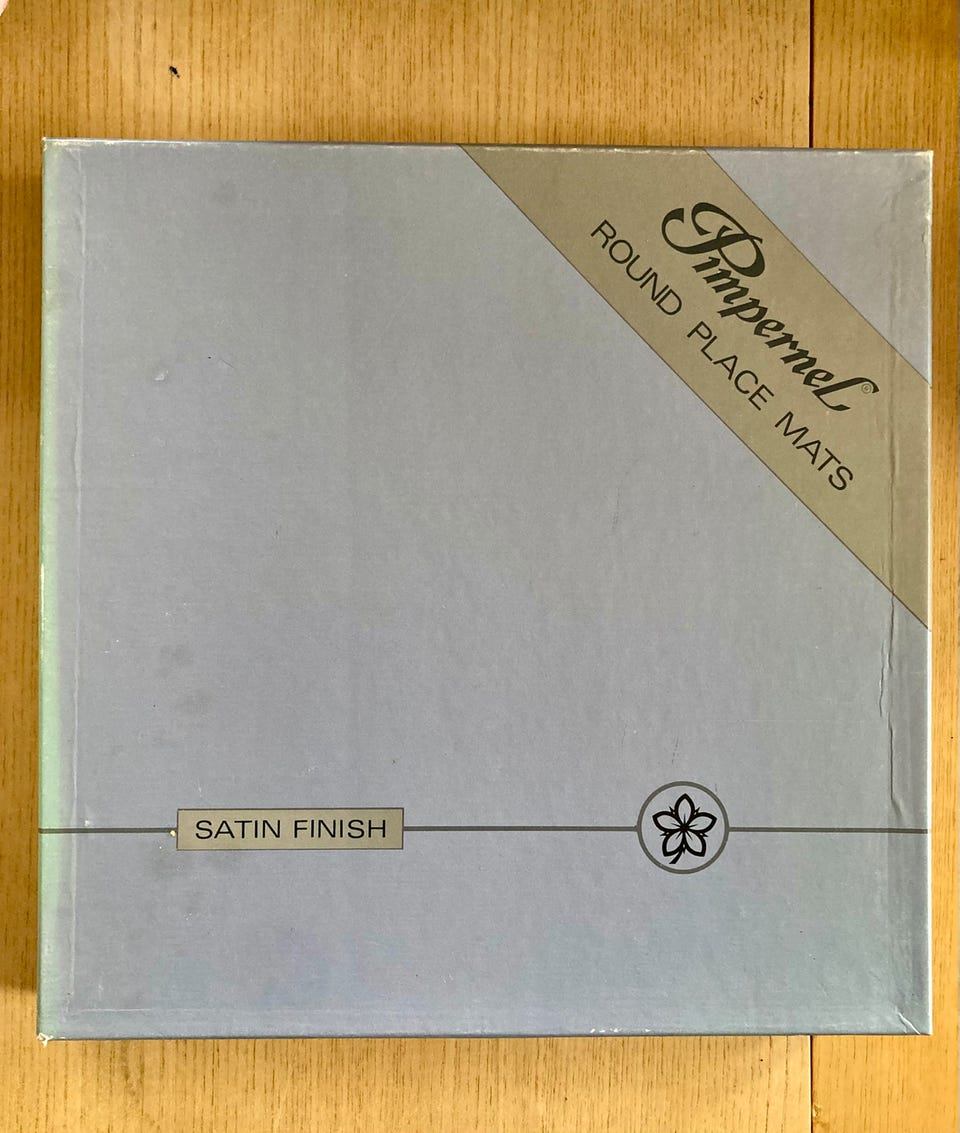 Pimpernel®
ROUND PLACE MATS
SATIN FINISH